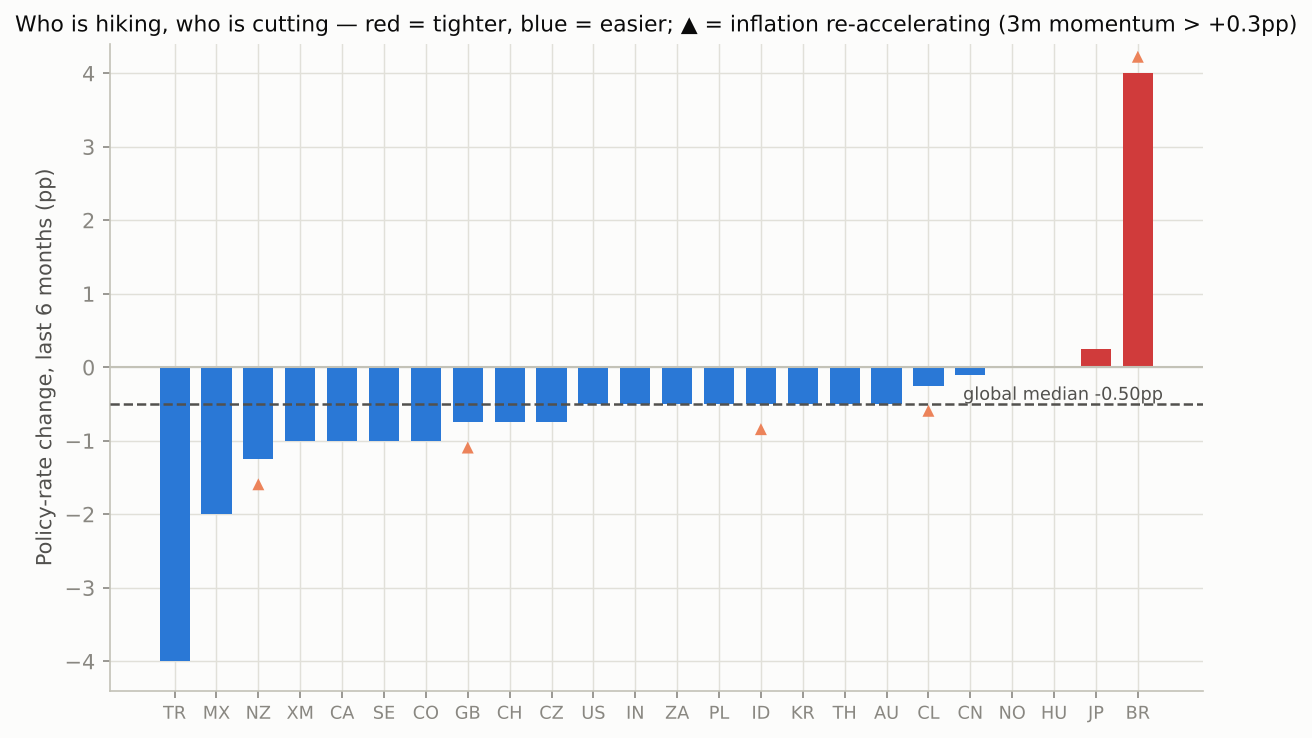 Who is hiking, who is cutting — red = tighter, blue = easier; ▲ = inflation re-accelerating (3m momentum > +0.3pp)
Policy-rate change, last 6 months (pp)
4
3
2
1
0
−1
−2
−3
−4
global median -0.50pp
TR MX NZ XM CA SE CO GB CH CZ US IN ZA PL ID KR TH AU CL CN NO HU JP BR